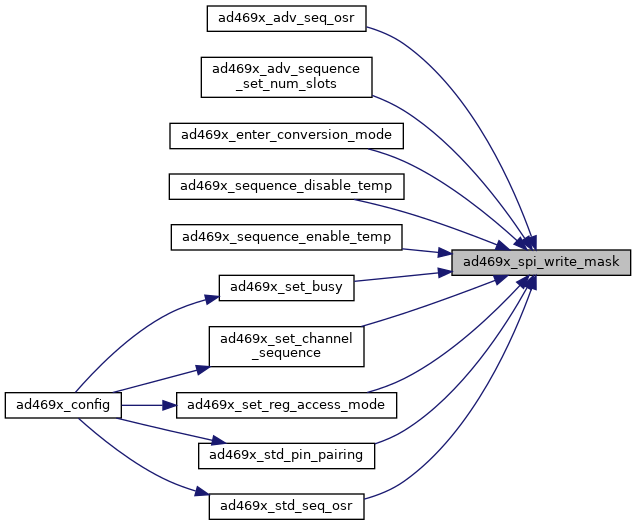 ad469x_adv_seq_osr
ad469x_adv_sequence
_set_num_slots
ad469x_enter_conversion_mode
ad469x_sequence_disable_temp
ad469x_sequence_enable_temp
ad469x_spi_write_mask
ad469x_set_busy
ad469x_set_channel
_sequence
ad469x_config
ad469x_set_reg_access_mode
ad469x_std_pin_pairing
ad469x_std_seq_osr